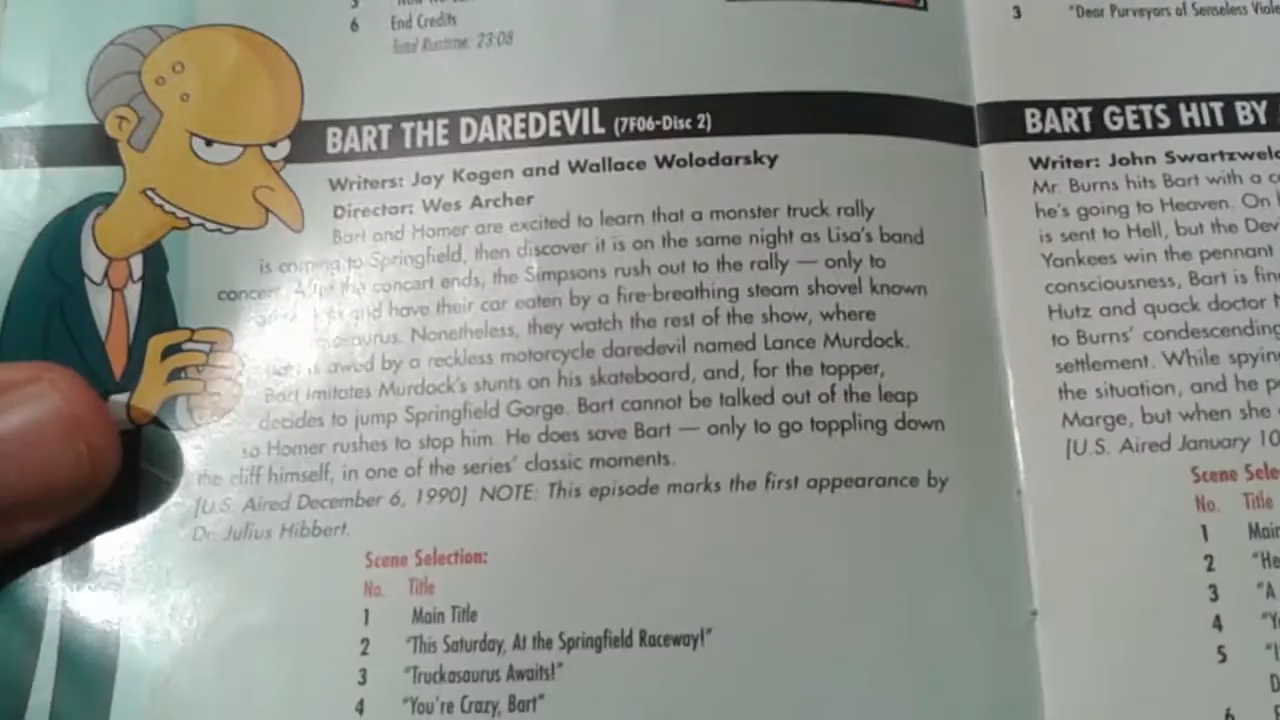 6 End Credits
Total Runtime: 23:08
3 "Dear Purveyors of Senseless Viole
BART THE DAREDEVIL (7F06-Disc 2)
Writers: Jay Kogen and Wallace Wolodarsky
Director: Wes Archer
Bart and Homer are excited to learn that a monster truck rally
is coming to Springfield, then discover it is on the same night as Lisa's band
concert. After the concert ends, the Simpsons rush out to the rally — only to
and have their car eaten by a fire-breathing steam shovel known
Nonetheless, they watch the rest of the show, where
Bart is awed by a reckless motorcycle daredevil named Lance Murdock.
Bart imitates Murdock's stunts on his skateboard, and, for the topper,
decides to jump Springfield Gorge. Bart cannot be talked out of the leap
so Homer rushes to stop him. He does save Bart — only to go toppling down
the cliff himself, in one of the series' classic moments.
[U.S. Aired December 6, 1990] NOTE: This episode marks the first appearance by
Dr. Julius Hibbert.
Scene Selection:
No. Title
1 Main Title
2 "This Saturday, At the Springfield Raceway!"
3 "Truckasaurus Awaits!"
4 "You're Crazy, Bart"
BART GETS HIT BY
Writer: John Swartzwel
Mr. Burns hits Bart with a c
he's going to Heaven. On
is sent to Hell, but the Dev
Yankees win the pennant
consciousness, Bart is fin
Hutz and quack doctor
to Burns' condescending
settlement. While spyin
the situation, and he p
Marge, but when she
[U.S. Aired January 10
Scene Sele
No. Title
1 Main
2 "He
3 "A
4 "Yo
5 "I
D
6